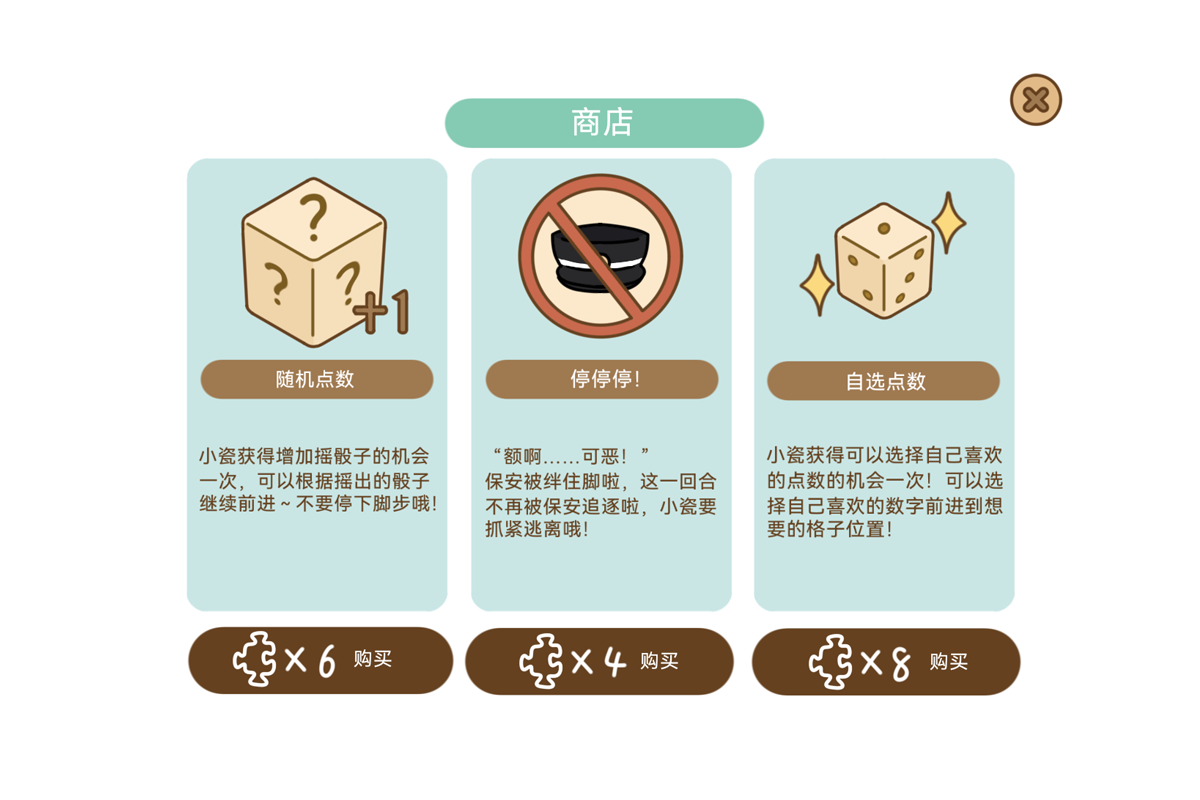 商店
? ? ? +1
随机点数
小瓷获得增加摇骰子的机会
一次，可以根据摇出的骰子
继续前进~不要停下脚步哦！
×6 购买
停停停！
“额啊……可恶！”
保安被绊住脚啦，这一回合
不再被保安追逐啦，小瓷要
抓紧逃离哦！
×4 购买
自选点数
小瓷获得可以选择自己喜欢
的点数的机会一次！可以选
择自己喜欢的数字前进到想
要的格子位置！
×8 购买